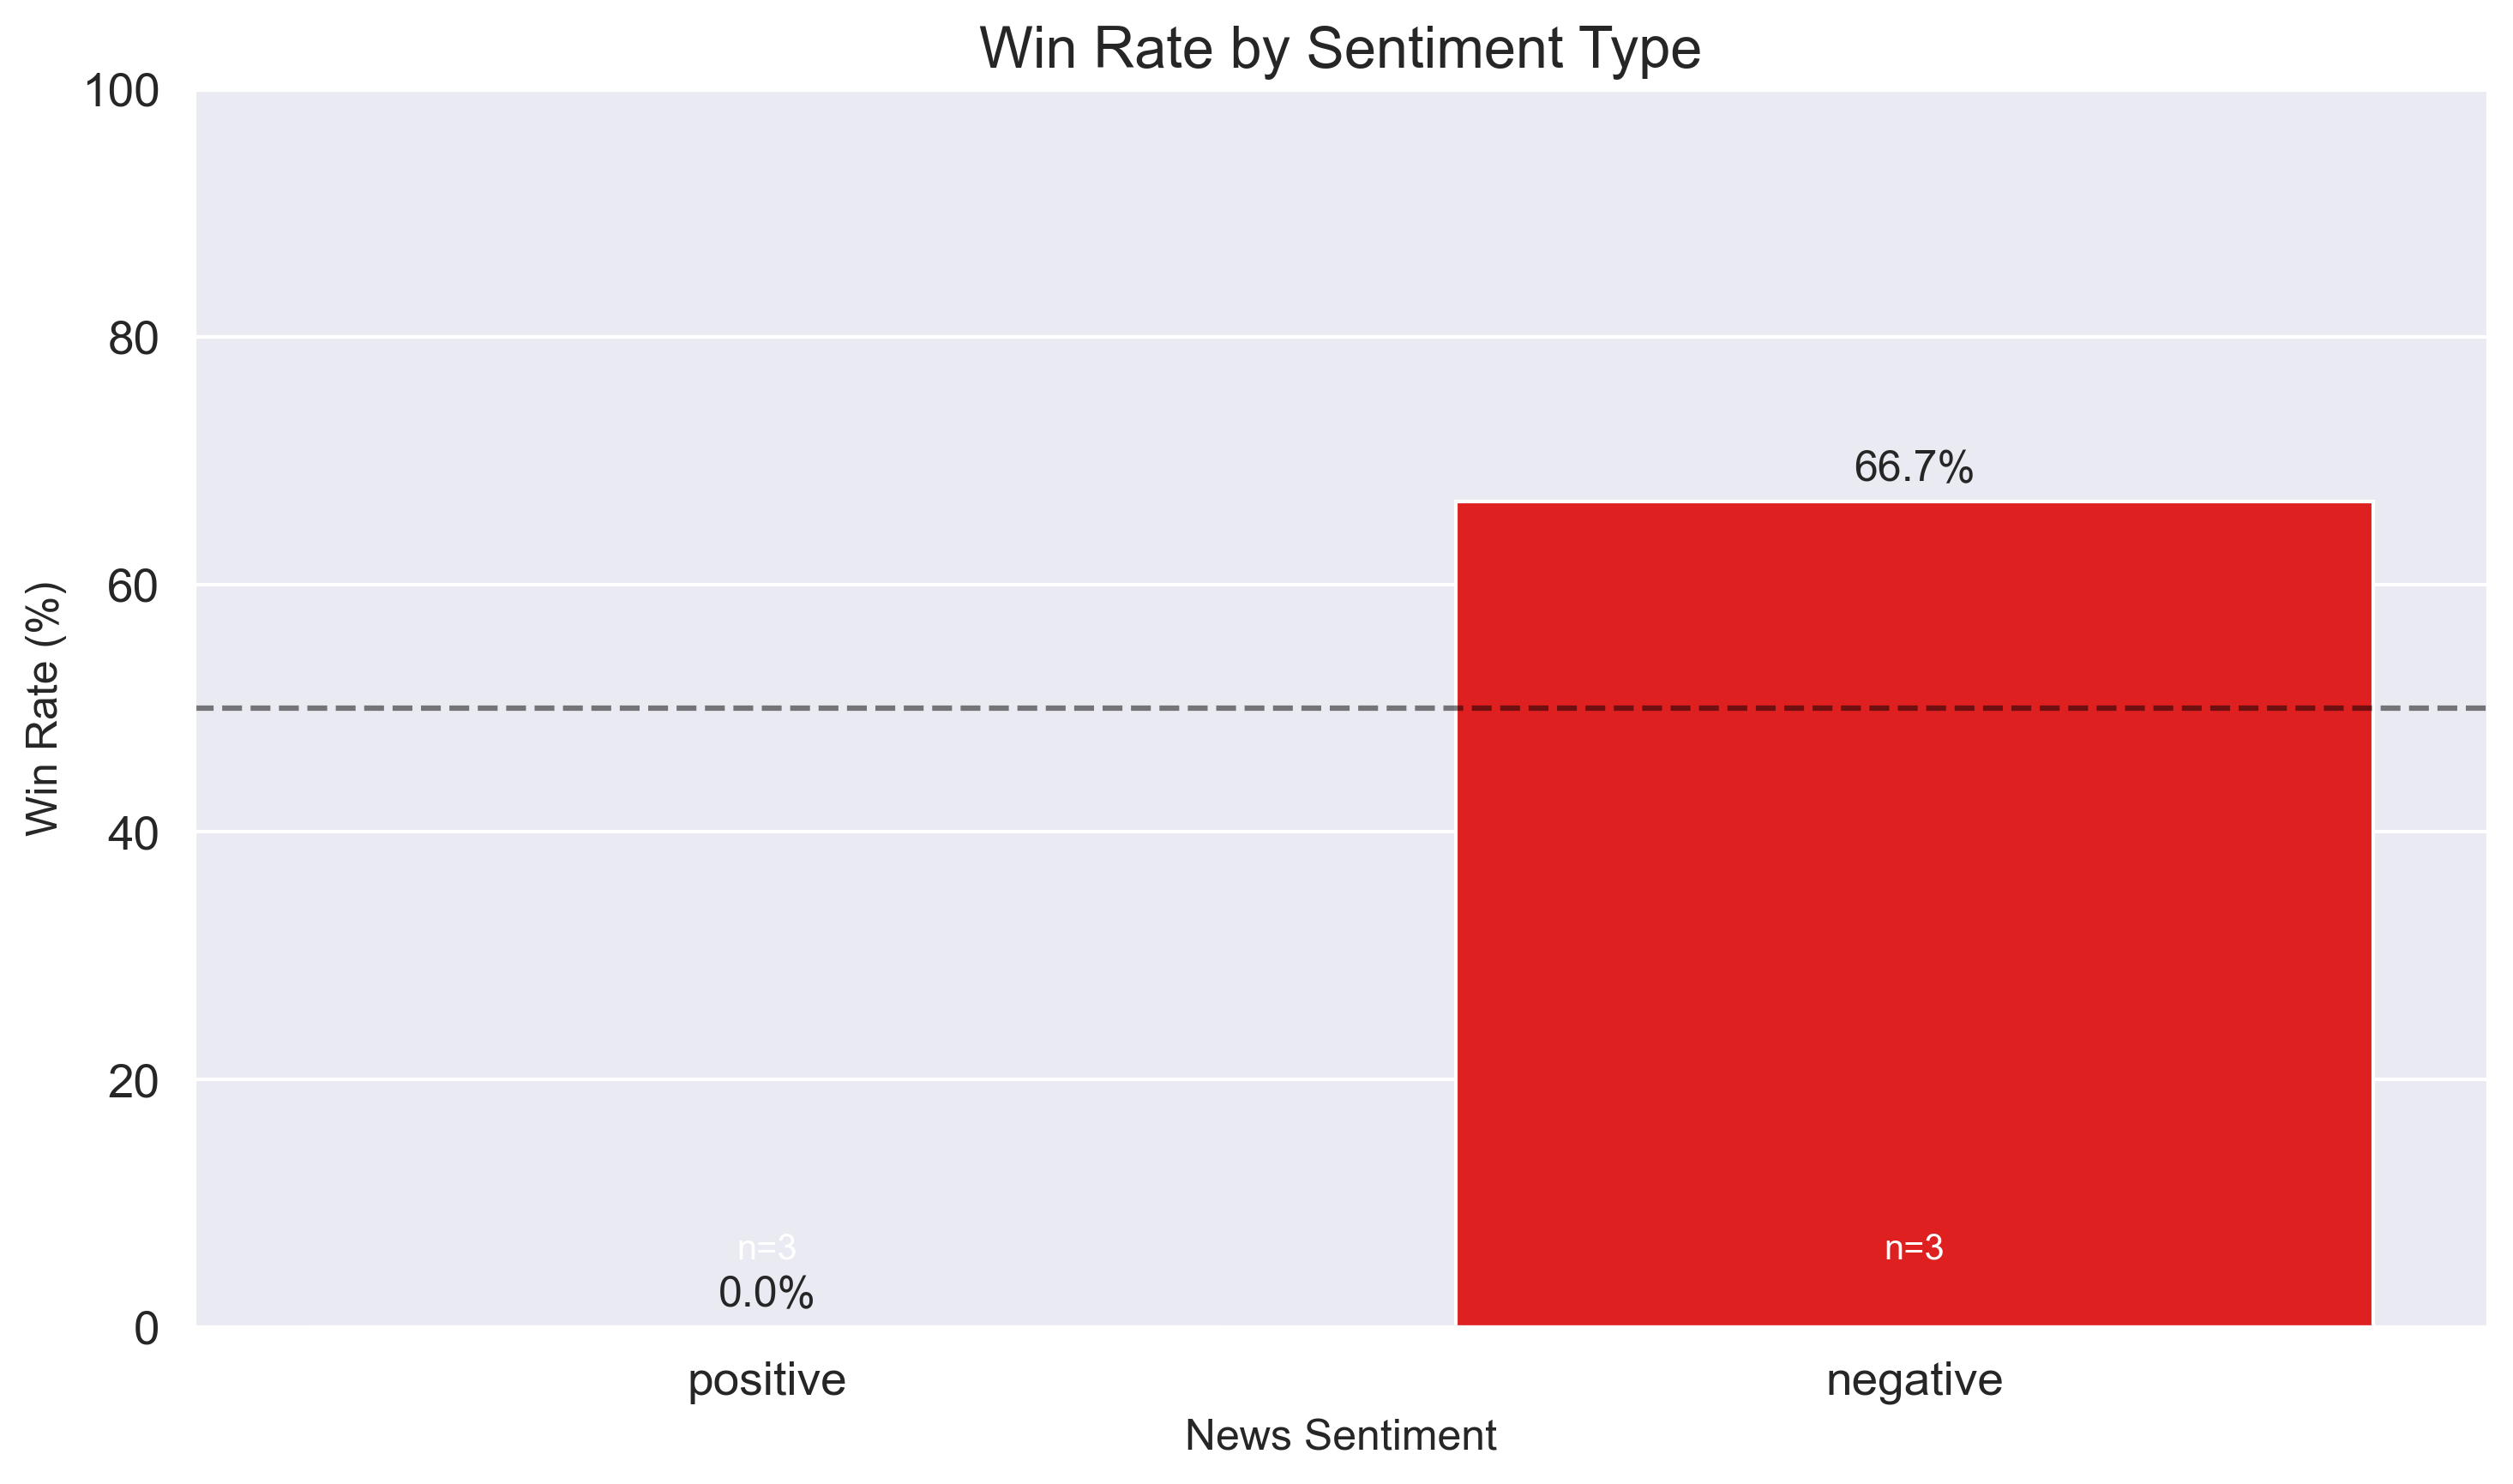 Win Rate by Sentiment Type
100
80
60
40
20
0
Win Rate (%)
66.7%
n=3
0.0%
n=3
positive
negative
News Sentiment